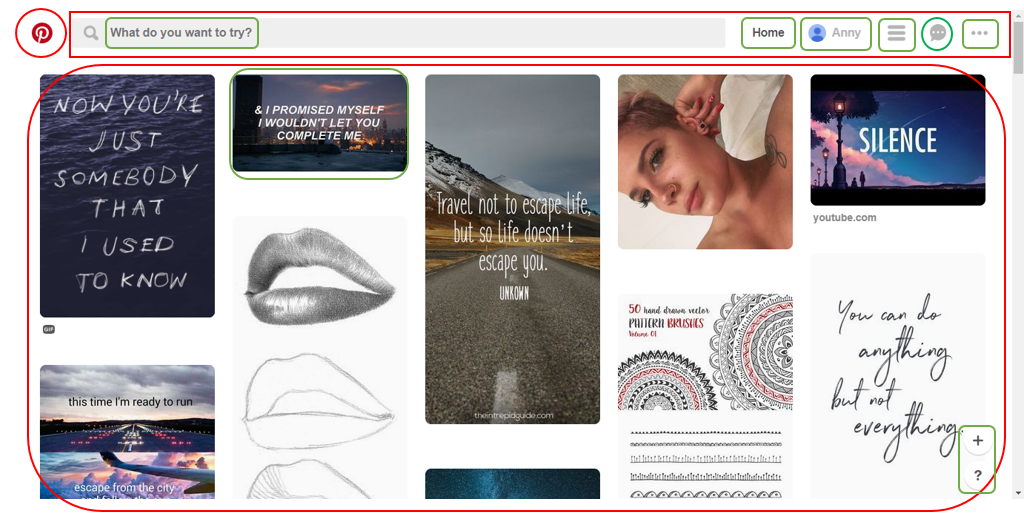 What do you want to try?
Home
Anny
NOW YOU'RE
JUST
SOMEBODY
THAT
I USED
TO KNOW
GIF
this time I'm ready to run
escape from the city
& I PROMISED MYSELF
I WOULDN'T LET YOU
COMPLETE ME
Travel not to escape life,
but so life doesn't
escape you.
UNKOWN
theintrepidguide.com
50 hand drawn vector
PATTERN BRUSHES
Volume 01
SILENCE
youtube.com
You can do
anything
but not
everything.
+
?